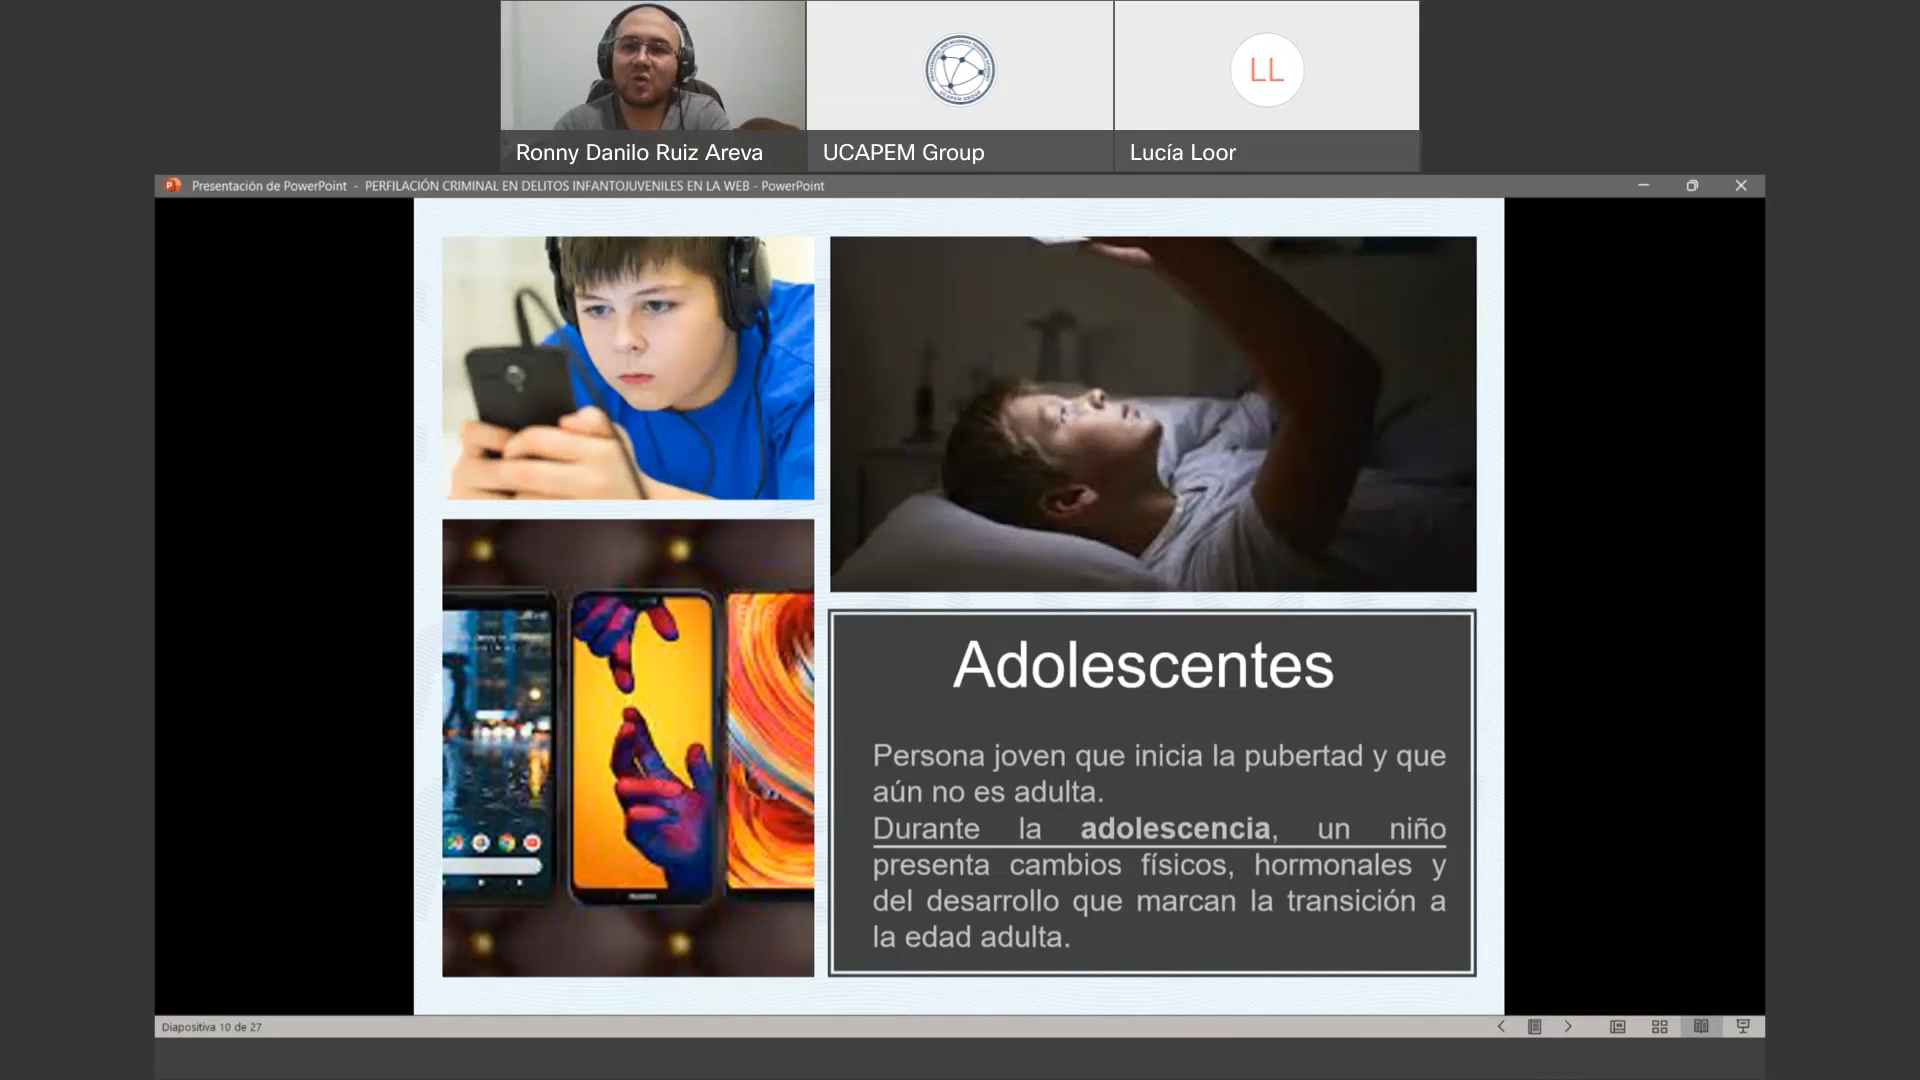 LL
Ronny Danilo Ruiz Areva
UCAPEM Group
Lucía Loor
Presentación de PowerPoint - PERFILACIÓN CRIMINAL EN DELITOS INFANTOJUVENILES EN LA WEB - PowerPoint
Adolescentes
Persona joven que inicia la pubertad y que
aún no es adulta.
Durante la adolescencia, un niño
presenta cambios físicos, hormonales y
del desarrollo que marcan la transición a
la edad adulta.
Diapositiva 10 de 27